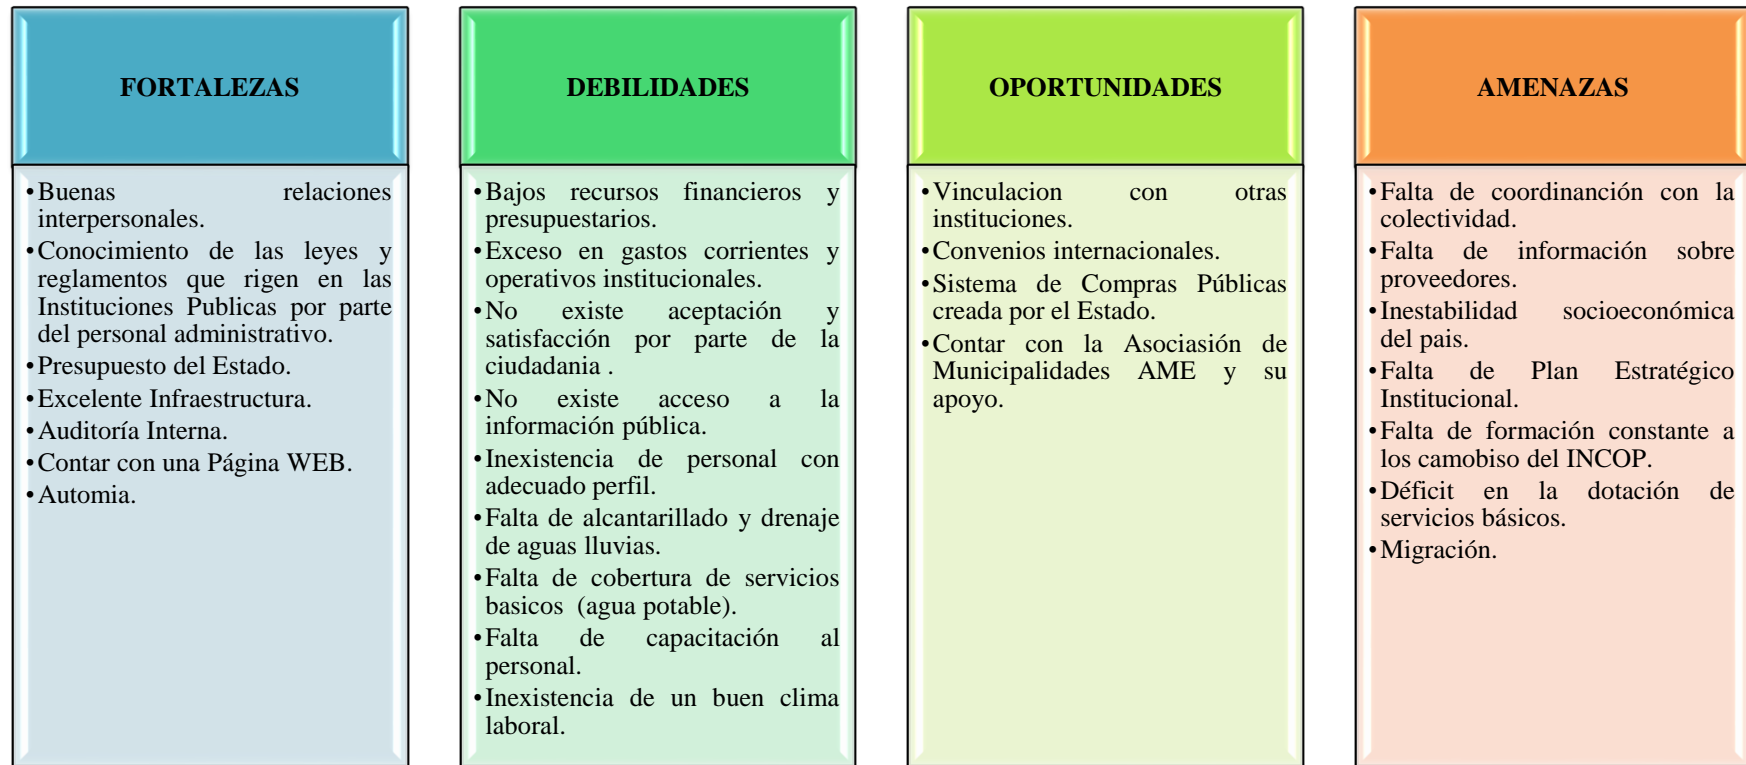 FORTALEZAS
•Buenas relaciones
interpersonales.
•Conocimiento de las leyes y
reglamentos que rigen en las
Instituciones Publicas por parte
del personal administrativo.
•Presupuesto del Estado.
•Excelente Infraestructura.
•Auditoría Interna.
•Contar con una Página WEB.
•Automia.
DEBILIDADES
•Bajos recursos financieros y
presupuestarios.
•Exceso en gastos corrientes y
operativos institucionales.
•No existe aceptación y
satisfacción por parte de la
ciudadania .
•No existe acceso a la
información pública.
•Inexistencia de personal con
adecuado perfil.
•Falta de alcantarillado y drenaje
de aguas lluvias.
•Falta de cobertura de servicios
basicos (agua potable).
•Falta de capacitación al
personal.
•Inexistencia de un buen clima
laboral.
OPORTUNIDADES
•Vinculacion con otras
instituciones.
•Convenios internacionales.
•Sistema de Compras Públicas
creada por el Estado.
•Contar con la Asociasión de
Municipalidades AME y su
apoyo.
AMENAZAS
•Falta de coordinanción con la
colectividad.
•Falta de información sobre
proveedores.
•Inestabilidad socioeconómica
del pais.
•Falta de Plan Estratégico
Institucional.
•Falta de formación constante a
los camobiso del INCOP.
•Déficit en la dotación de
servicios básicos.
•Migración.